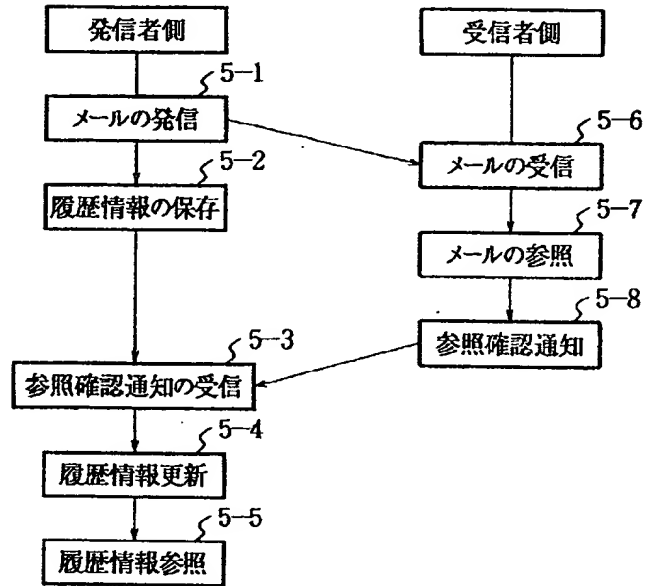 発信者側
5-1
メールの発信
5-2
履歴情報の保存
5-3
参照確認通知の受信
5-4
履歴情報更新
5-5
履歴情報参照
受信者側
5-6
メールの受信
5-7
メールの参照
5-8
参照確認通知